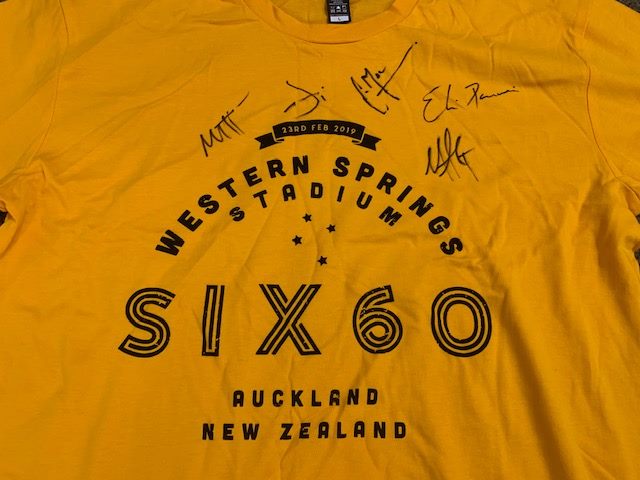 L
23RD FEB 2019
WESTERN SPRINGS
STADIUM
SIX60
AUCKLAND
NEW ZEALAND